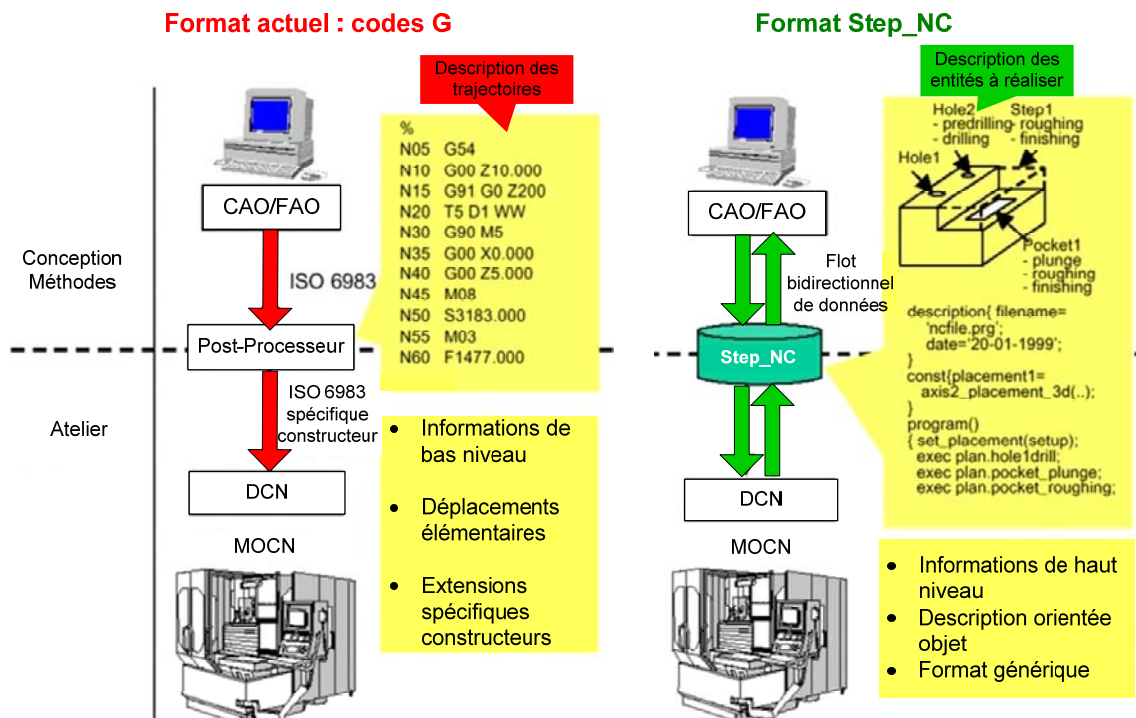 Format actuel : codes G
Description des
trajectoires
%
N05 G54
N10 G00 Z10.000
N15 G91 G0 Z200
N20 T5 D1 WW
N30 G90 M5
N35 G00 X0.000
N40 G00 Z5.000
N45 M08
N50 S3183.000
N55 M03
N60 F1477.000
CAO/FAO
Conception
Méthodes
ISO 6983
Post-Processeur
ISO 6983
spécifique
constructeur
Atelier
DCN
MOCN
• Informations de
bas niveau
• Déplacements
élémentaires
• Extensions
spécifiques
constructeurs
Format Step_NC
Description des
entités à réaliser
Hole2
- predrilling
- drilling
Step1
- roughing
- finishing
Hole1
Pocket1
- plunge
- roughing
- finishing
CAO/FAO
Flot
bidirectionnel
de données
Step_NC
description{ filename=
'ncfile.prg';
date='20-01-1999';
}
const{placement1=
axis2_placement_3d(..);
}
program()
{ set_placement(setup);
exec plan.hole1drill;
exec plan.pocket_plunge;
exec plan.pocket_roughing;
DCN
MOCN
• Informations de haut
niveau
• Description orientée
objet
• Format générique